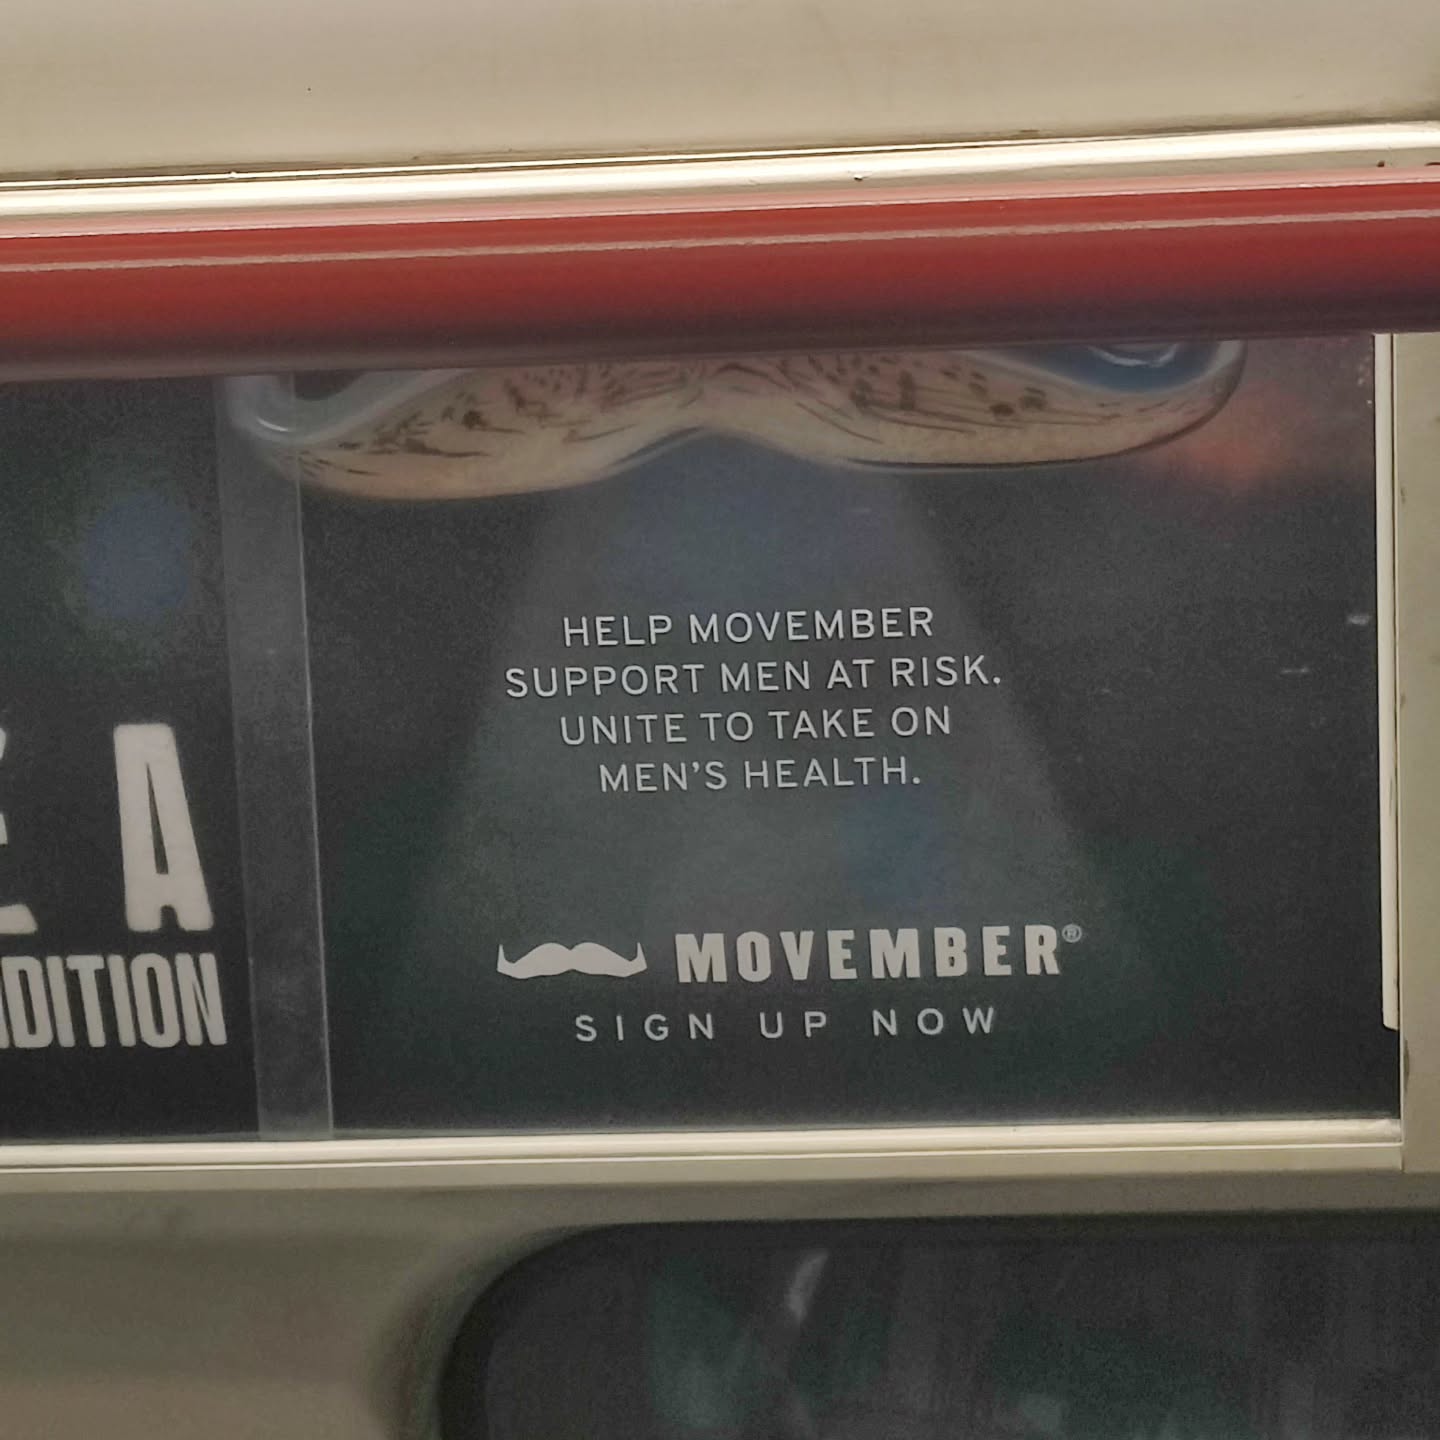 HELP MOVEMBER
SUPPORT MEN AT RISK.
UNITE TO TAKE ON
MEN'S HEALTH.
A
MOVEMBER®
SIGN UP NOW